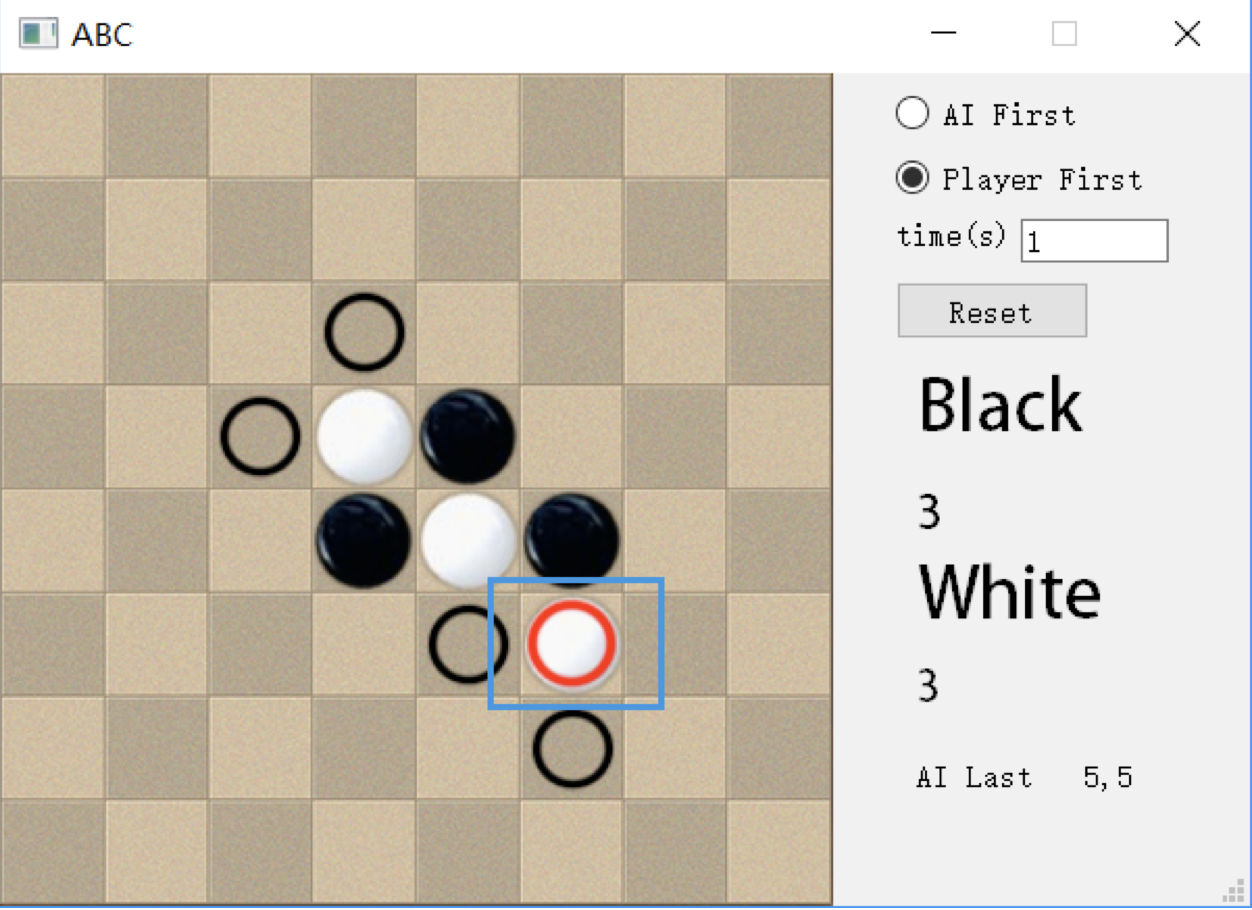 ABC
AI First
Player First
time(s) 1
Reset
Black
3
White
3
AI Last 5,5